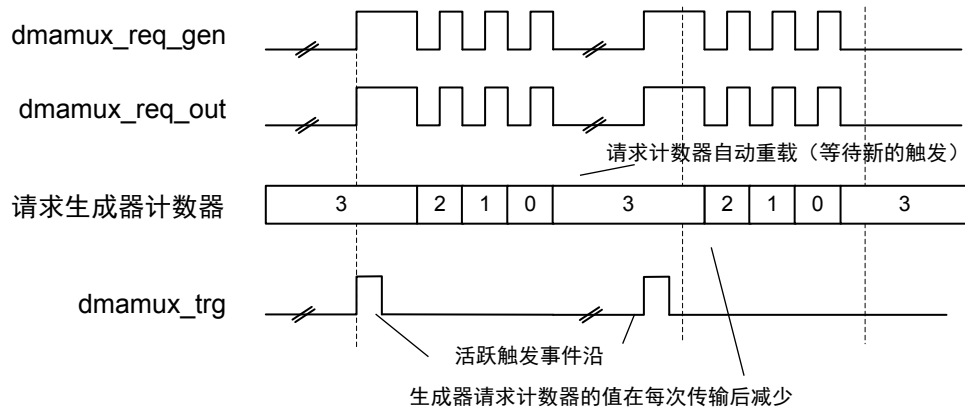 dmamux_req_gen
dmamux_req_out
请求计数器自动重载（等待新的触发）
请求生成器计数器 3 2 1 0 3 2 1 0 3
dmamux_trg
活跃触发事件沿
生成器请求计数器的值在每次传输后减少